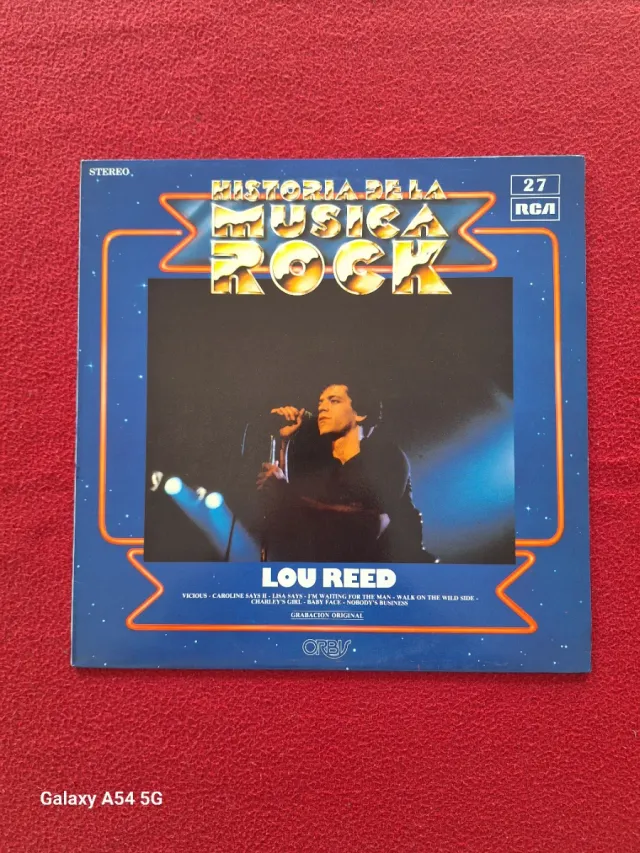 STEREO
27
RCA
HISTORIA DE LA
MUSICA
ROCK
LOU REED
VICIOUS - CAROLINE SAYS II - LISA SAYS - I'M WAITING FOR THE MAN - WALK ON THE WILD SIDE -
CHARLEY'S GIRL - BABY FACE - NOBODY'S BUSINESS
GRABACION ORIGINAL
ORBIS
Galaxy A54 5G